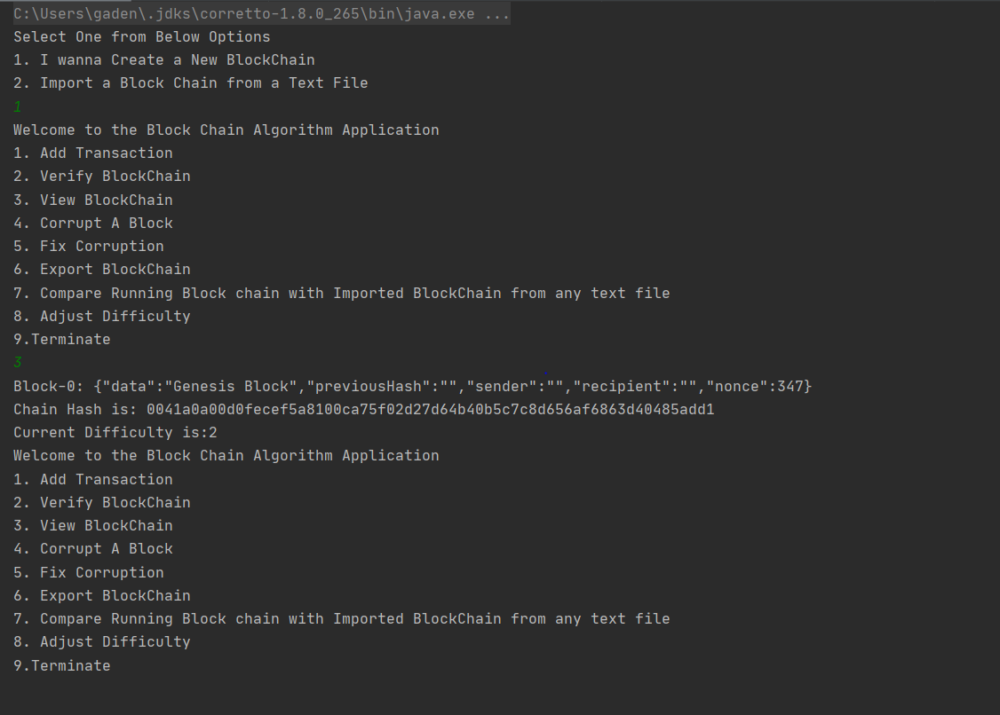 C:\Users\gaden\.jdks\corretto-1.8.0_265\bin\java.exe ...
Select One from Below Options
1. I wanna Create a New BlockChain
2. Import a Block Chain from a Text File
1
Welcome to the Block Chain Algorithm Application
1. Add Transaction
2. Verify BlockChain
3. View BlockChain
4. Corrupt A Block
5. Fix Corruption
6. Export BlockChain
7. Compare Running Block chain with Imported BlockChain from any text file
8. Adjust Difficulty
9.Terminate
3
Block-0: {"data":"Genesis Block","previousHash":"","sender":"","recipient":"","nonce":347}
Chain Hash is: 0041a0a00d0fecef5a8100ca75f02d27d64b40b5c7c8d656af6863d40485add1
Current Difficulty is:2
Welcome to the Block Chain Algorithm Application
1. Add Transaction
2. Verify BlockChain
3. View BlockChain
4. Corrupt A Block
5. Fix Corruption
6. Export BlockChain
7. Compare Running Block chain with Imported BlockChain from any text file
8. Adjust Difficulty
9.Terminate